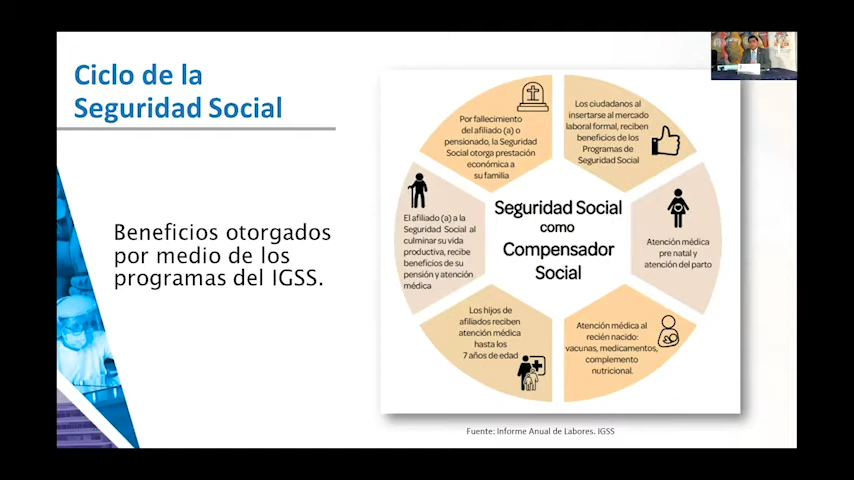 Ciclo de la
Seguridad Social
Beneficios otorgados
por medio de los
programas del IGSS.
Por fallecimiento
del afiliado (a) o
pensionado, la Seguridad
Social otorga prestación
económica a
su familia
Los ciudadanos al
insertarse al mercado
laboral formal, reciben
beneficios de los
Programas de
Seguridad Social
Atención médica
pre natal y
atención del parto
Atención médica al
recién nacido:
vacunas, medicamentos,
complemento
nutricional.
Los hijos de
afiliados reciben
atención médica
hasta los
7 años de edad
El afiliado (a) a la
Seguridad Social al
culminar su vida
productiva, recibe
beneficios de su
pensión y atención
médica
Seguridad Social
como
Compensador
Social
Fuente: Informe Anual de Labores. IGSS